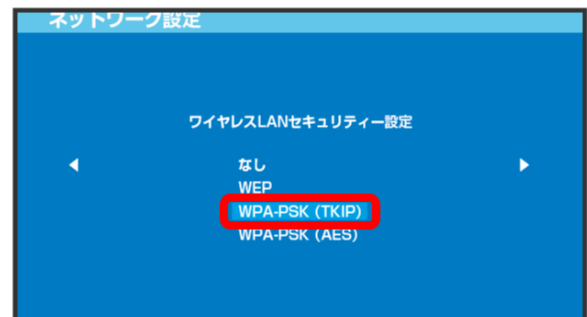 ネットワーク設定
ワイヤレスLANセキュリティー設定
なし
WEP
WPA-PSK (TKIP)
WPA-PSK (AES)